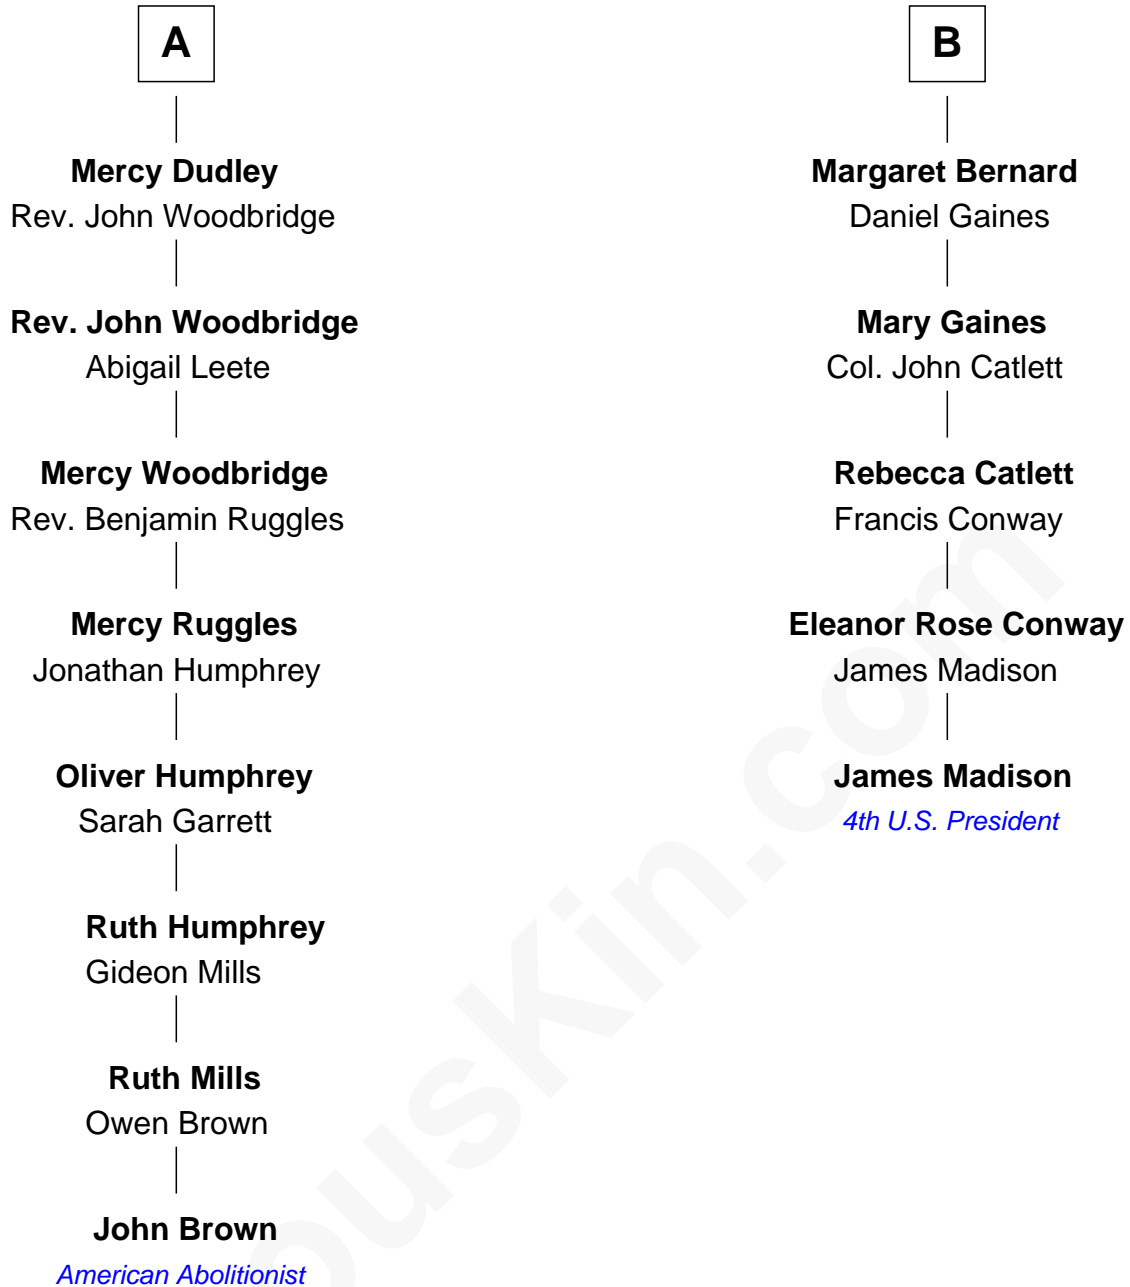 A
Mercy Dudley
Rev. John Woodbridge
Rev. John Woodbridge
Abigail Leete
Mercy Woodbridge
Rev. Benjamin Ruggles
Mercy Ruggles
Jonathan Humphrey
Oliver Humphrey
Sarah Garrett
Ruth Humphrey
Gideon Mills
Ruth Mills
Owen Brown
John Brown
American Abolitionist
B
Margaret Bernard
Daniel Gaines
Mary Gaines
Col. John Catlett
Rebecca Catlett
Francis Conway
Eleanor Rose Conway
James Madison
James Madison
4th U.S. President
ousKin.com